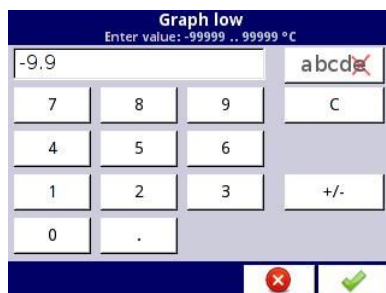 Graph low
Enter value: -99999 .. 99999 °C
-9.9
abcde
7 8 9 C
4 5 6
1 2 3 +/-
0 .